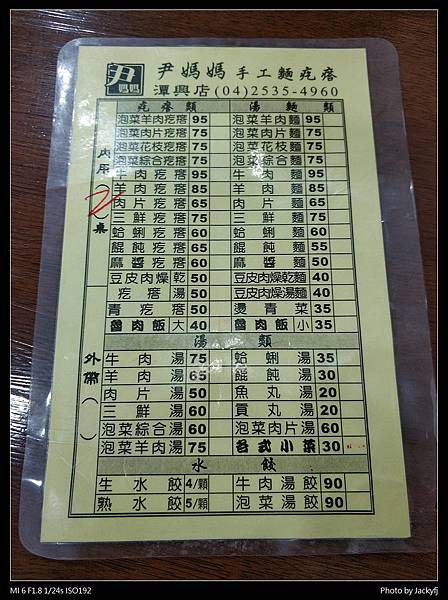 尹
媽媽
尹媽媽 手工麵疙瘩
潭興店(04)2535-4960
疙瘩類 湯麵類
泡菜羊肉疙瘩 95 泡菜羊肉麵 95
泡菜肉片疙瘩 75 泡菜肉片麵 75
泡菜花枝疙瘩 75 泡菜花枝麵 75
泡菜綜合疙瘩 75 泡菜綜合麵 75
牛肉疙瘩 95 牛肉麵 95
羊肉疙瘩 85 羊肉麵 85
肉片疙瘩 65 肉片麵 65
三鮮疙瘩 75 三鮮麵 75
蛤蜊疙瘩 60 蛤蜊麵 60
餛飩疙瘩 65 餛飩麵 55
麻醬疙瘩 60 麻醬麵 50
豆皮肉燥乾 50 豆皮肉燥乾麵 40
疙瘩湯 50 豆皮肉燥湯麵 40
青疙瘩 50 燙青菜 35
魯肉飯 大 40 魯肉飯 小 35
湯類
牛肉湯 75 蛤蜊湯 35
羊肉湯 65 餛飩湯 30
肉片湯 50 魚丸湯 20
三鮮湯 60 貢丸湯 20
泡菜綜合湯 60 泡菜肉片湯 60
泡菜羊肉湯 75 各式小菜 30
水餃
生水餃 4/顆 牛肉湯餃 90
熟水餃 5/顆 泡菜湯餃 90
內用(2)桌
外帶( )
MI 6 F1.8 1/24s ISO192
Photo by Jackyfj